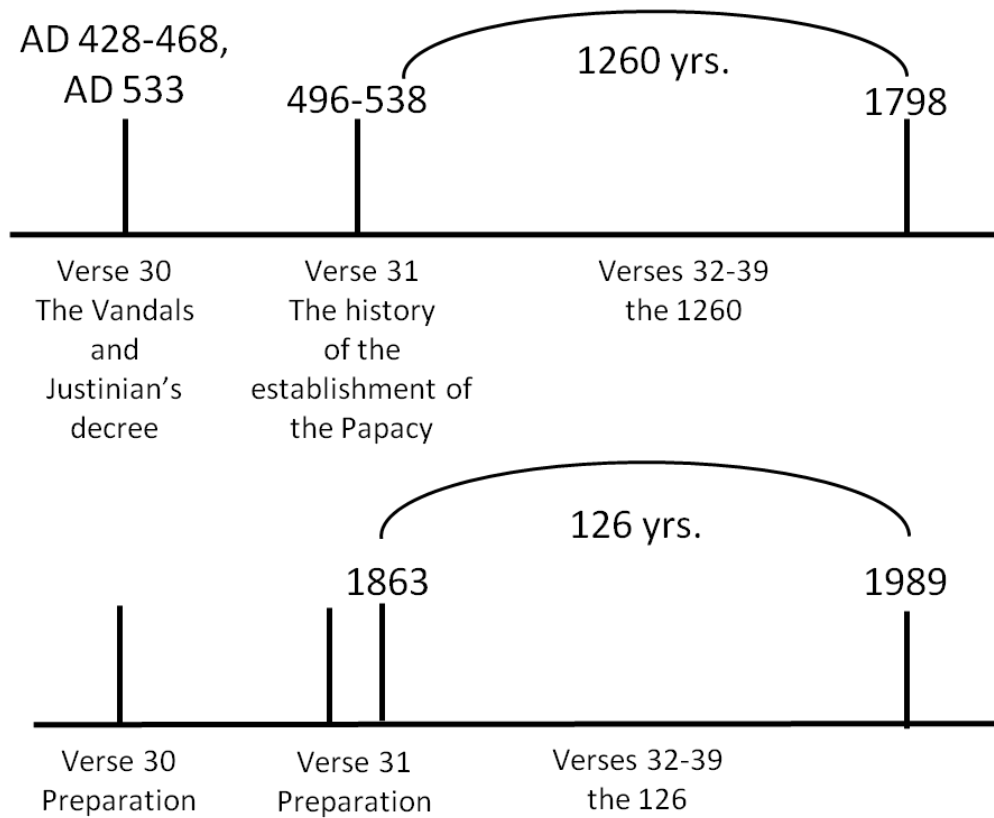 AD 428-468,
AD 533
496-538
1260 yrs.
1798
Verse 30
The Vandals
and
Justinian’s
decree
Verse 31
The history
of the
establishment of
the Papacy
Verses 32-39
the 1260
126 yrs.
1863
1989
Verse 30
Preparation
Verse 31
Preparation
Verses 32-39
the 126